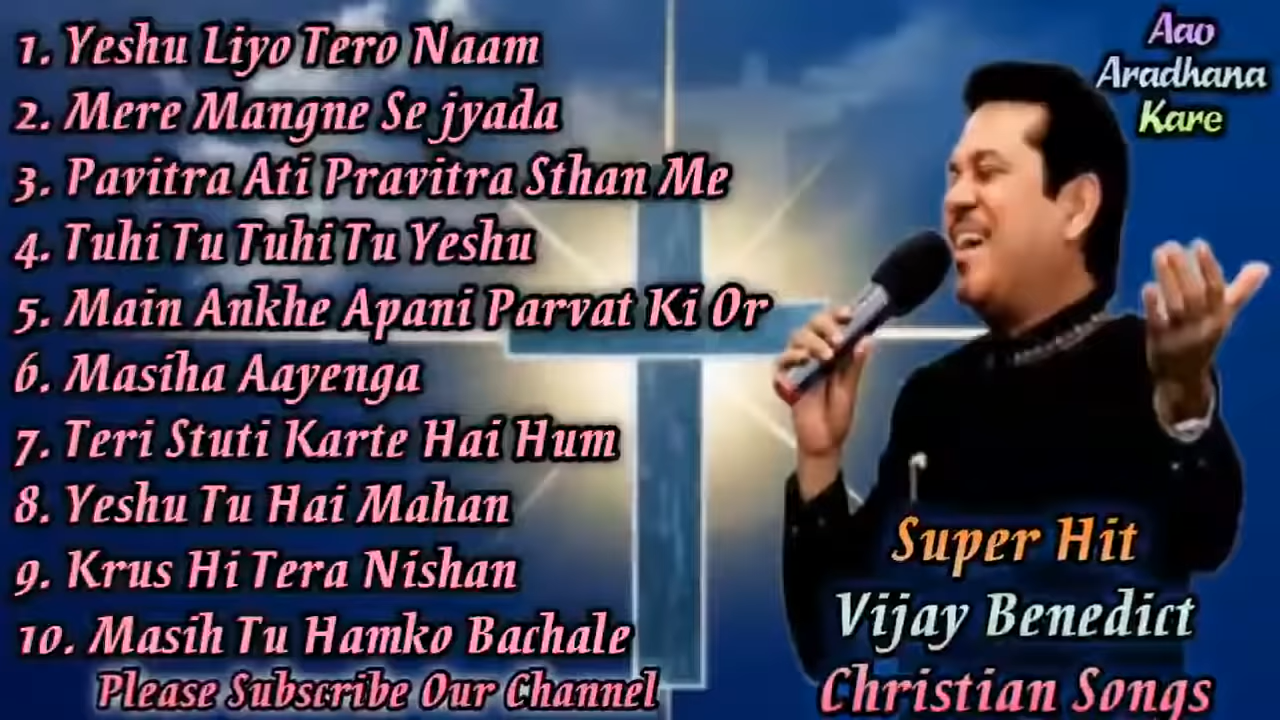 1. Yeshu Liyo Tero Naam
2. Mere Mangne Se jyada
3. Pavitra Ati Pravitra Sthan Me
4. Tuhi Tu Tuhi Tu Yeshu
5. Main Ankhe Apani Parvat Ki Or
6. Masiha Aayenga
7. Teri Stuti Karte Hai Hum
8. Yeshu Tu Hai Mahan
9. Krus Hi Tera Nishan
10. Masih Tu Hamko Bachale
Please Subscribe Our Channel
Aao
Aradhana
Kare
Super Hit
Vijay Benedict
Christian Songs